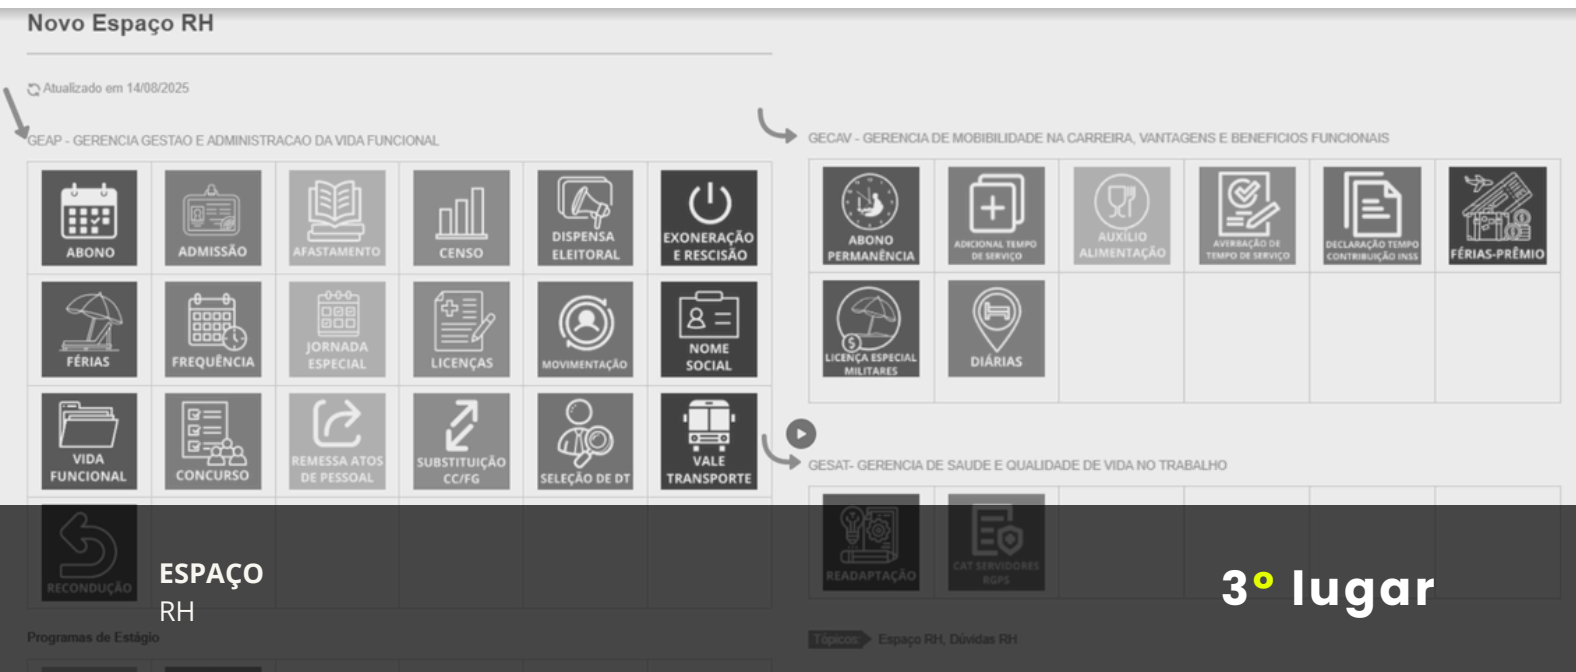 Novo Espaço RH
Atualizado em 14/08/2025
GEAP - GERENCIA GESTAO E ADMINISTRACAO DA VIDA FUNCIONAL
ABONO
ADMISSÃO
AFASTAMENTO
CENSO
DISPENSA
ELEITORAL
EXONERAÇÃO
E RESCISÃO
FÉRIAS
FREQUÊNCIA
JORNADA
ESPECIAL
LICENÇAS
MOVIMENTAÇÃO
NOME
SOCIAL
VIDA
FUNCIONAL
CONCURSO
REMESSA ATOS
DE PESSOAL
SUBSTITUIÇÃO
CC/FG
SELEÇÃO DE DT
VALE
TRANSPORTE
RECONDUÇÃO
Programas de Estágio
GECAV - GERENCIA DE MOBIBILIDADE NA CARREIRA, VANTAGENS E BENEFICIOS FUNCIONAIS
ABONO
PERMANÊNCIA
ADICIONAL TEMPO
DE SERVIÇO
AUXÍLIO
ALIMENTAÇÃO
AVERBAÇÃO DE
TEMPO DE SERVIÇO
DECLARAÇÃO TEMPO
CONTRIBUIÇÃO INSS
FÉRIAS-PRÊMIO
LICENÇA ESPECIAL
MILITARES
DIÁRIAS
GESAT- GERENCIA DE SAUDE E QUALIDADE DE VIDA NO TRABALHO
READAPTAÇÃO
CAT SERVIDORES
RGPS
Tópicos: Espaço RH, Dúvidas RH
ESPAÇO
RH
3º lugar